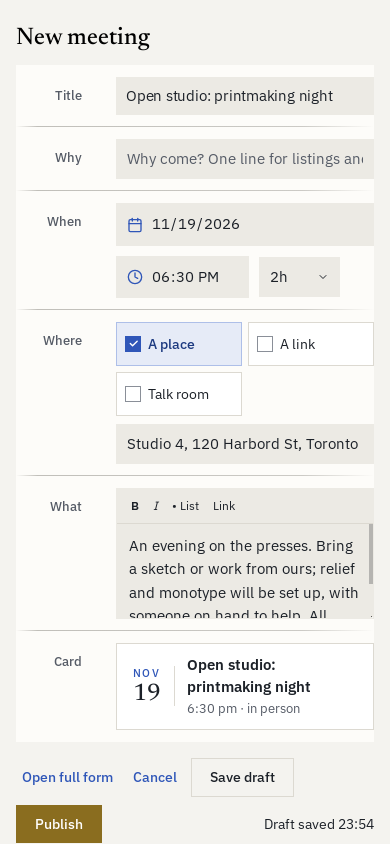 New meeting
Title
Open studio: printmaking night
Why
Why come? One line for listings and
When
11/19/2026
06:30 PM
2h
Where
A place
A link
Talk room
Studio 4, 120 Harbord St, Toronto
What
B I • List Link
An evening on the presses. Bring
a sketch or work from ours; relief
and monotype will be set up, with
someone on hand to help. All
Card
NOV
19
Open studio:
printmaking night
6:30 pm · in person
Open full form
Cancel
Save draft
Publish
Draft saved 23:54